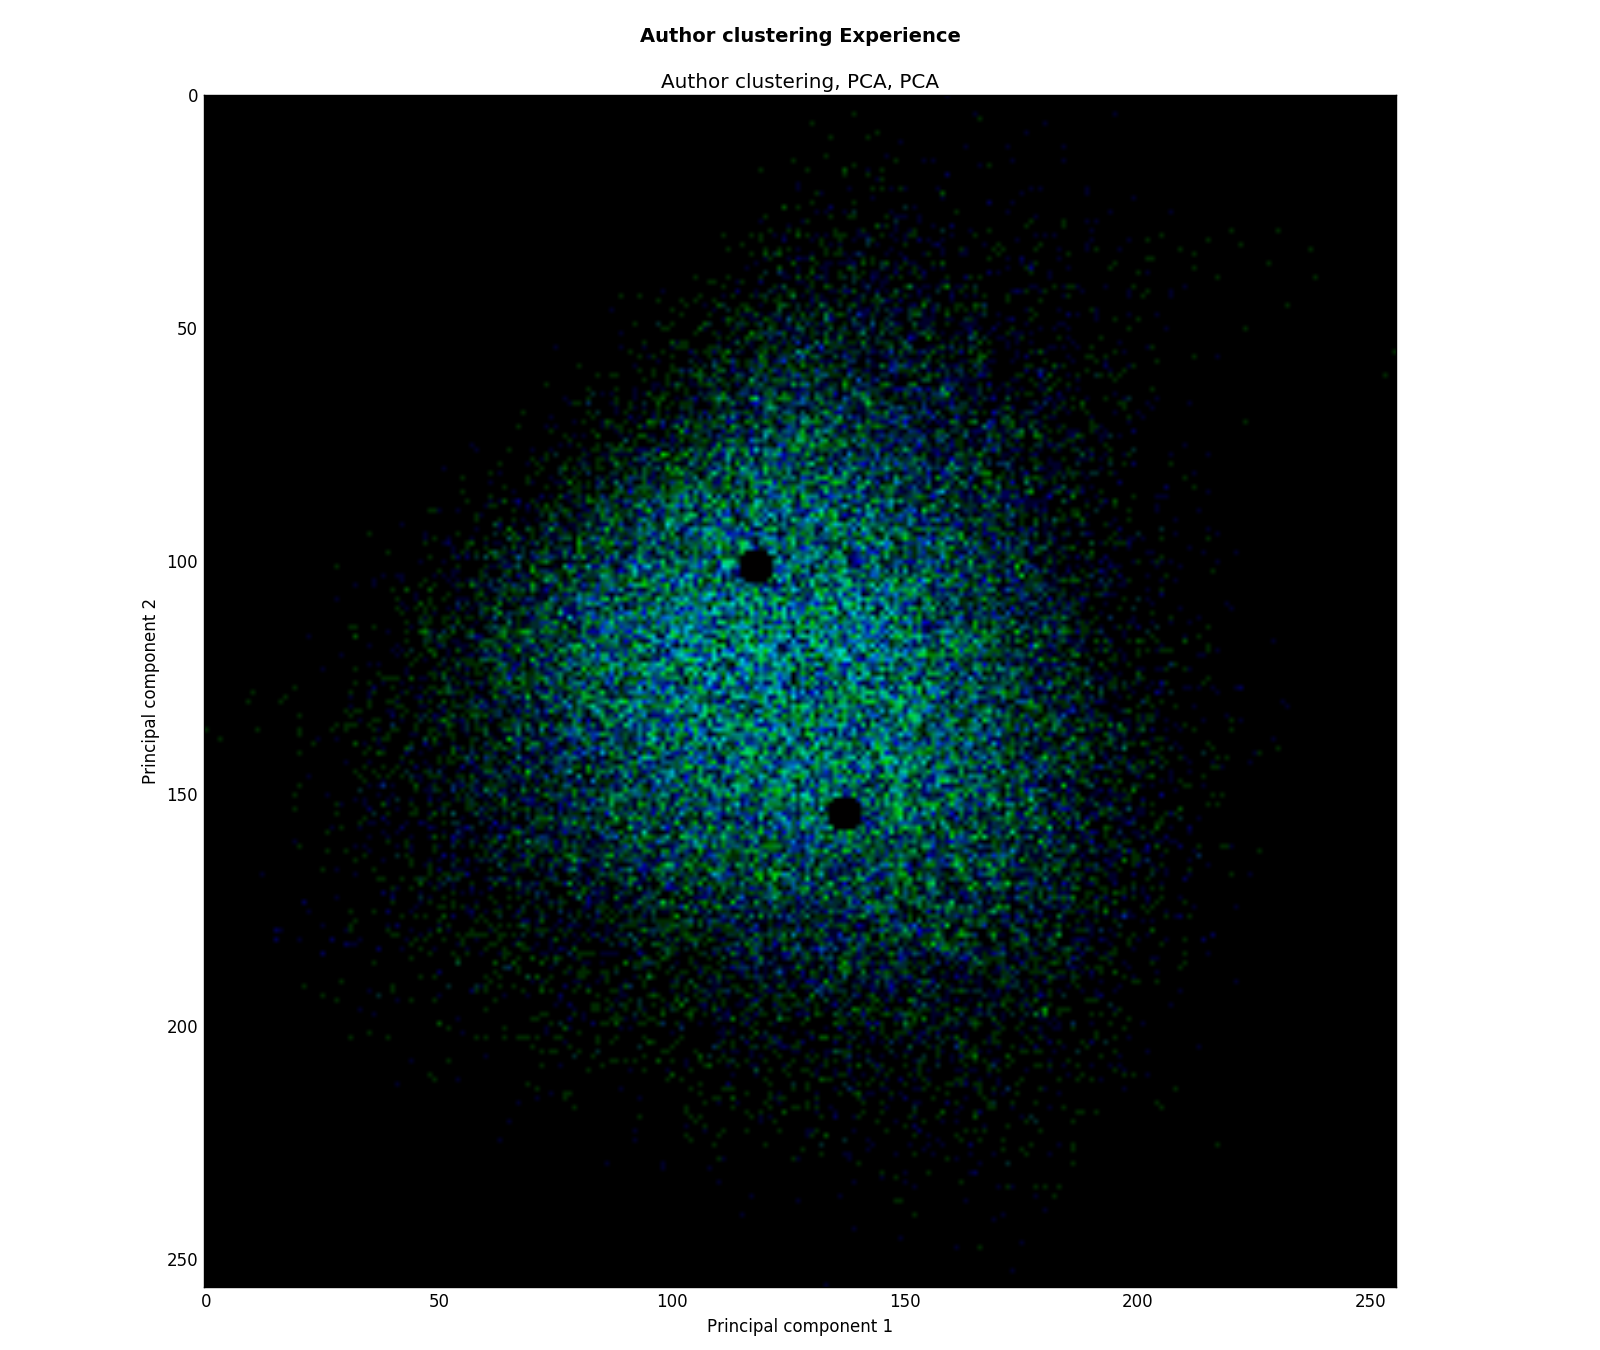 Author clustering Experience
Author clustering, PCA, PCA
0
50
100
150
200
250
Principal component 2
0 50 100 150 200 250
Principal component 1